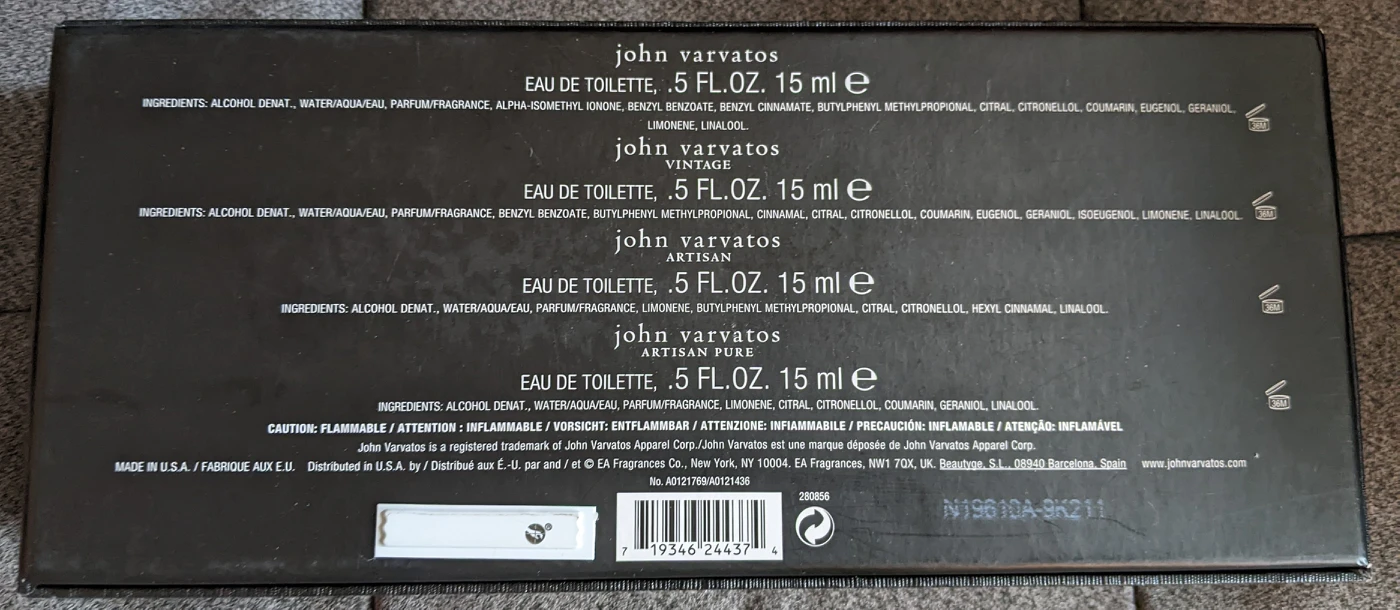 john varvatos
EAU DE TOILETTE, .5 FL.OZ. 15 ml ℮
INGREDIENTS: ALCOHOL DENAT., WATER/AQUA/EAU, PARFUM/FRAGRANCE, ALPHA-ISOMETHYL IONONE, BENZYL BENZOATE, BENZYL CINNAMATE, BUTYLPHENYL METHYLPROPIONAL, CITRAL, CITRONELLOL, COUMARIN, EUGENOL, GERANIOL,
LIMONENE, LINALOOL.
36M
john varvatos
VINTAGE
EAU DE TOILETTE, .5 FL.OZ. 15 ml ℮
INGREDIENTS: ALCOHOL DENAT., WATER/AQUA/EAU, PARFUM/FRAGRANCE, BENZYL BENZOATE, BUTYLPHENYL METHYLPROPIONAL, CINNAMAL, CITRAL, CITRONELLOL, COUMARIN, EUGENOL, GERANIOL, ISOEUGENOL, LIMONENE, LINALOOL.
36M
john varvatos
ARTISAN
EAU DE TOILETTE, .5 FL.OZ. 15 ml ℮
INGREDIENTS: ALCOHOL DENAT., WATER/AQUA/EAU, PARFUM/FRAGRANCE, LIMONENE, BUTYLPHENYL METHYLPROPIONAL, CITRAL, CITRONELLOL, HEXYL CINNAMAL, LINALOOL.
36M
john varvatos
ARTISAN PURE
EAU DE TOILETTE, .5 FL.OZ. 15 ml ℮
INGREDIENTS: ALCOHOL DENAT., WATER/AQUA/EAU, PARFUM/FRAGRANCE, LIMONENE, CITRAL, CITRONELLOL, COUMARIN, GERANIOL, LINALOOL.
36M
CAUTION: FLAMMABLE / ATTENTION : INFLAMMABLE / VORSICHT: ENTFLAMMBAR / ATTENZIONE: INFIAMMABILE / PRECAUCIÓN: INFLAMABLE / ATENÇÃO: INFLAMÁVEL
John Varvatos is a registered trademark of John Varvatos Apparel Corp./John Varvatos est une marque déposée de John Varvatos Apparel Corp.
MADE IN U.S.A. / FABRIQUE AUX E.U. Distributed in U.S.A. by / Distribué aux É.-U. par and / et © EA Fragrances Co., New York, NY 10004. EA Fragrances, NW1 7QX, UK. Beautyge, S.L., 08940 Barcelona, Spain www.johnvarvatos.com
No. A0121769/A0121436
280856
N19610A-9K211
7 19346 24437 4